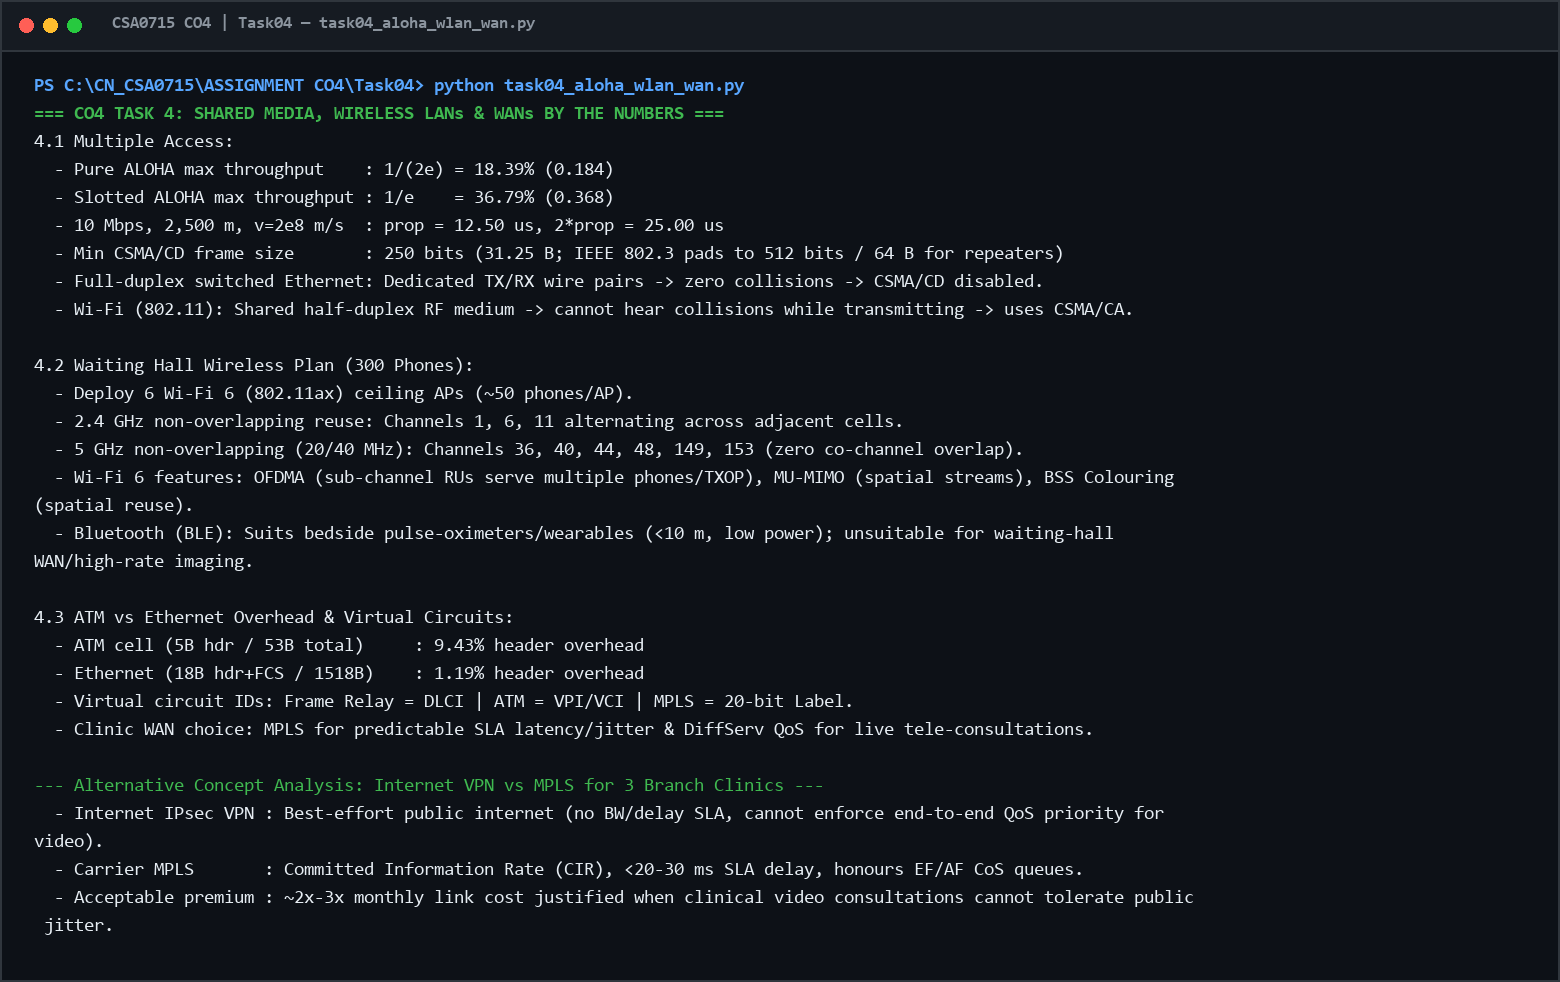 CSA0715 CO4 | Task04 — task04_aloha_wlan_wan.py
PS C:\CN_CSA0715\ASSIGNMENT CO4\Task04> python task04_aloha_wlan_wan.py
=== CO4 TASK 4: SHARED MEDIA, WIRELESS LANs & WANs BY THE NUMBERS ===
4.1 Multiple Access:
  - Pure ALOHA max throughput    : 1/(2e) = 18.39% (0.184)
  - Slotted ALOHA max throughput : 1/e    = 36.79% (0.368)
  - 10 Mbps, 2,500 m, v=2e8 m/s  : prop = 12.50 us, 2*prop = 25.00 us
  - Min CSMA/CD frame size       : 250 bits (31.25 B; IEEE 802.3 pads to 512 bits / 64 B for repeaters)
  - Full-duplex switched Ethernet: Dedicated TX/RX wire pairs -> zero collisions -> CSMA/CD disabled.
  - Wi-Fi (802.11): Shared half-duplex RF medium -> cannot hear collisions while transmitting -> uses CSMA/CA.
4.2 Waiting Hall Wireless Plan (300 Phones):
  - Deploy 6 Wi-Fi 6 (802.11ax) ceiling APs (~50 phones/AP).
  - 2.4 GHz non-overlapping reuse: Channels 1, 6, 11 alternating across adjacent cells.
  - 5 GHz non-overlapping (20/40 MHz): Channels 36, 40, 44, 48, 149, 153 (zero co-channel overlap).
  - Wi-Fi 6 features: OFDMA (sub-channel RUs serve multiple phones/TXOP), MU-MIMO (spatial streams), BSS Colouring
(spatial reuse).
  - Bluetooth (BLE): Suits bedside pulse-oximeters/wearables (<10 m, low power); unsuitable for waiting-hall
WAN/high-rate imaging.
4.3 ATM vs Ethernet Overhead & Virtual Circuits:
  - ATM cell (5B hdr / 53B total)     : 9.43% header overhead
  - Ethernet (18B hdr+FCS / 1518B)    : 1.19% header overhead
  - Virtual circuit IDs: Frame Relay = DLCI | ATM = VPI/VCI | MPLS = 20-bit Label.
  - Clinic WAN choice: MPLS for predictable SLA latency/jitter & DiffServ QoS for live tele-consultations.
--- Alternative Concept Analysis: Internet VPN vs MPLS for 3 Branch Clinics ---
  - Internet IPsec VPN : Best-effort public internet (no BW/delay SLA, cannot enforce end-to-end QoS priority for
video).
  - Carrier MPLS       : Committed Information Rate (CIR), <20-30 ms SLA delay, honours EF/AF CoS queues.
  - Acceptable premium : ~2x-3x monthly link cost justified when clinical video consultations cannot tolerate public
 jitter.